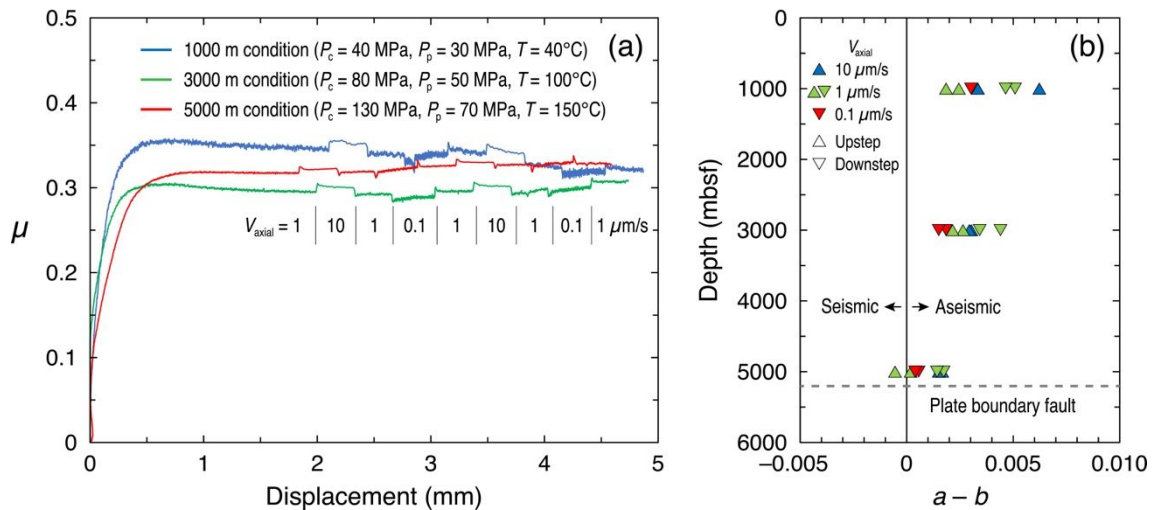 (a)
1000 m condition (Pc = 40 MPa, Pp = 30 MPa, T = 40°C)
3000 m condition (Pc = 80 MPa, Pp = 50 MPa, T = 100°C)
5000 m condition (Pc = 130 MPa, Pp = 70 MPa, T = 150°C)
0.5
0.4
0.3
0.2
0.1
0
μ
Vaxial = 1 10 1 0.1 1 10 1 0.1 1 μm/s
0 1 2 3 4 5
Displacement (mm)
(b)
Vaxial
10 μm/s
1 μm/s
0.1 μm/s
Upstep
Downstep
0
1000
2000
3000
4000
5000
6000
Depth (mbsf)
Seismic Aseismic
Plate boundary fault
−0.005 0 0.005 0.010
a – b